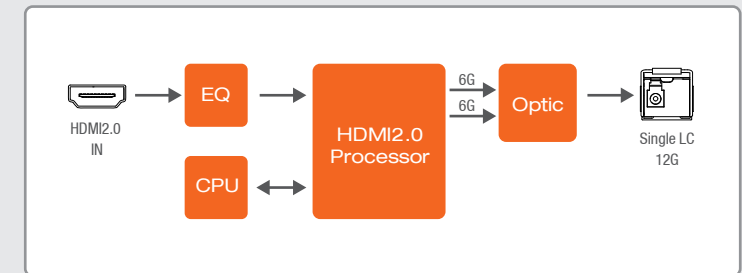 HDMI2.0
IN
EQ
CPU
HDMI2.0
Processor
6G
6G
Optic
Single LC
12G